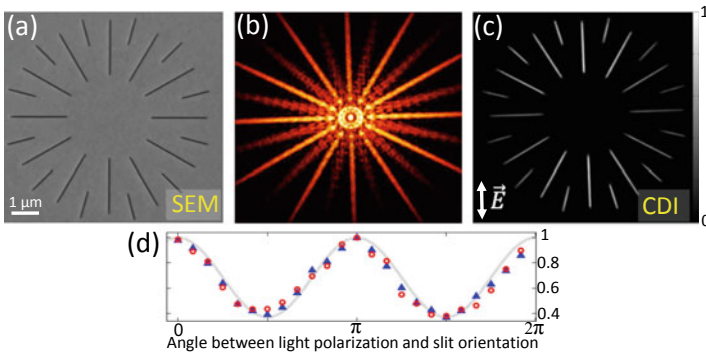 (a)
1 μm
SEM
(b)
(c)
E
CDI
1
0
(d)
1
0.8
0.6
0.4
0
π
2π
Angle between light polarization and slit orientation